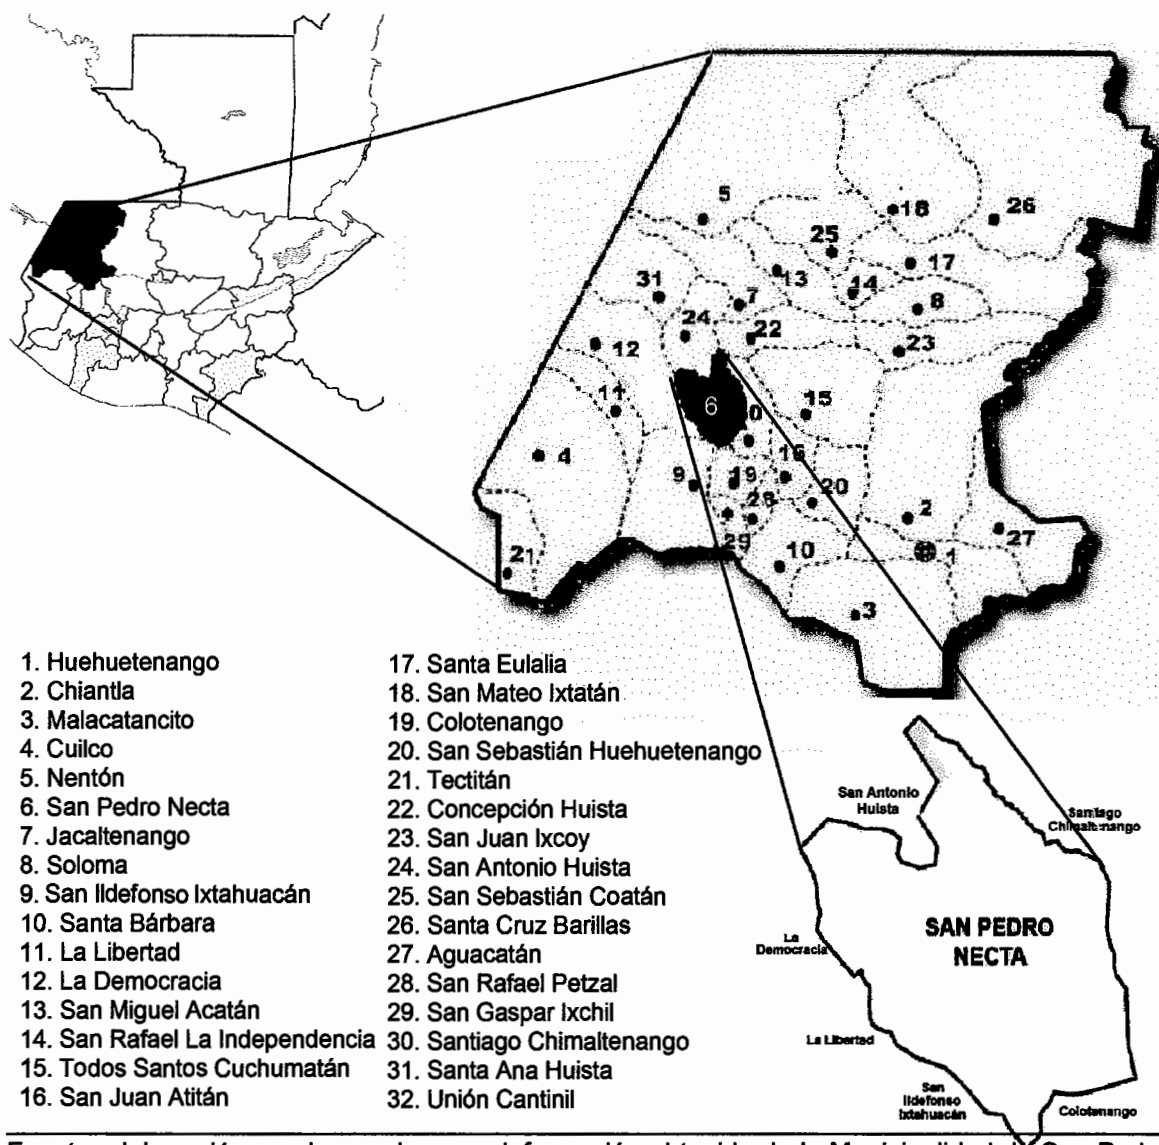 5
18
26
25
17
13
31
14
7
8
24
22
12
23
11
6
15
4
16
9
19
20
28
2
29
27
21
10
1
3
1. Huehuetenango
2. Chiantla
3. Malacatancito
4. Cuilco
5. Nentón
6. San Pedro Necta
7. Jacaltenango
8. Soloma
9. San Ildefonso Ixtahuacán
10. Santa Bárbara
11. La Libertad
12. La Democracia
13. San Miguel Acatán
14. San Rafael La Independencia
15. Todos Santos Cuchumatán
16. San Juan Atitán
17. Santa Eulalia
18. San Mateo Ixtatán
19. Colotenango
20. San Sebastián Huehuetenango
21. Tectitán
22. Concepción Huista
23. San Juan Ixcoy
24. San Antonio Huista
25. San Sebastián Coatán
26. Santa Cruz Barillas
27. Aguacatán
28. San Rafael Petzal
29. San Gaspar Ixchil
30. Santiago Chimaltenango
31. Santa Ana Huista
32. Unión Cantinil
San Antonio
Huista
Santiago
Chimaltenango
SAN PEDRO
NECTA
La
Democracia
La Libertad
San
Ildefonso
Ixtahuacán
Colotenango